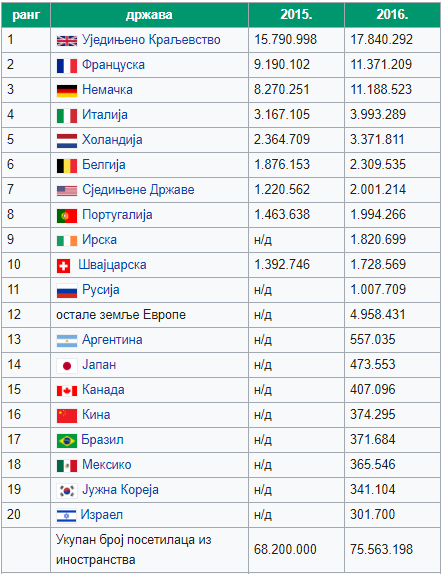 ранг држава 2015. 2016.
1 Уједињено Краљевство 15.790.998 17.840.292
2 Француска 9.190.102 11.371.209
3 Немачка 8.270.251 11.188.523
4 Италија 3.167.105 3.993.289
5 Холандија 2.364.709 3.371.811
6 Белгија 1.876.153 2.309.535
7 Сједињене Државе 1.220.562 2.001.214
8 Португалија 1.463.638 1.994.266
9 Ирска н/д 1.820.699
10 Швајцарска 1.392.746 1.728.569
11 Русија н/д 1.007.709
12 остале земље Европе н/д 4.958.431
13 Аргентина н/д 557.035
14 Јапан н/д 473.553
15 Канада н/д 407.096
16 Кина н/д 374.295
17 Бразил н/д 371.684
18 Мексико н/д 365.546
19 Јужна Кореја н/д 341.104
20 Израел н/д 301.700
Укупан број посетилаца из
иностранства 68.200.000 75.563.198